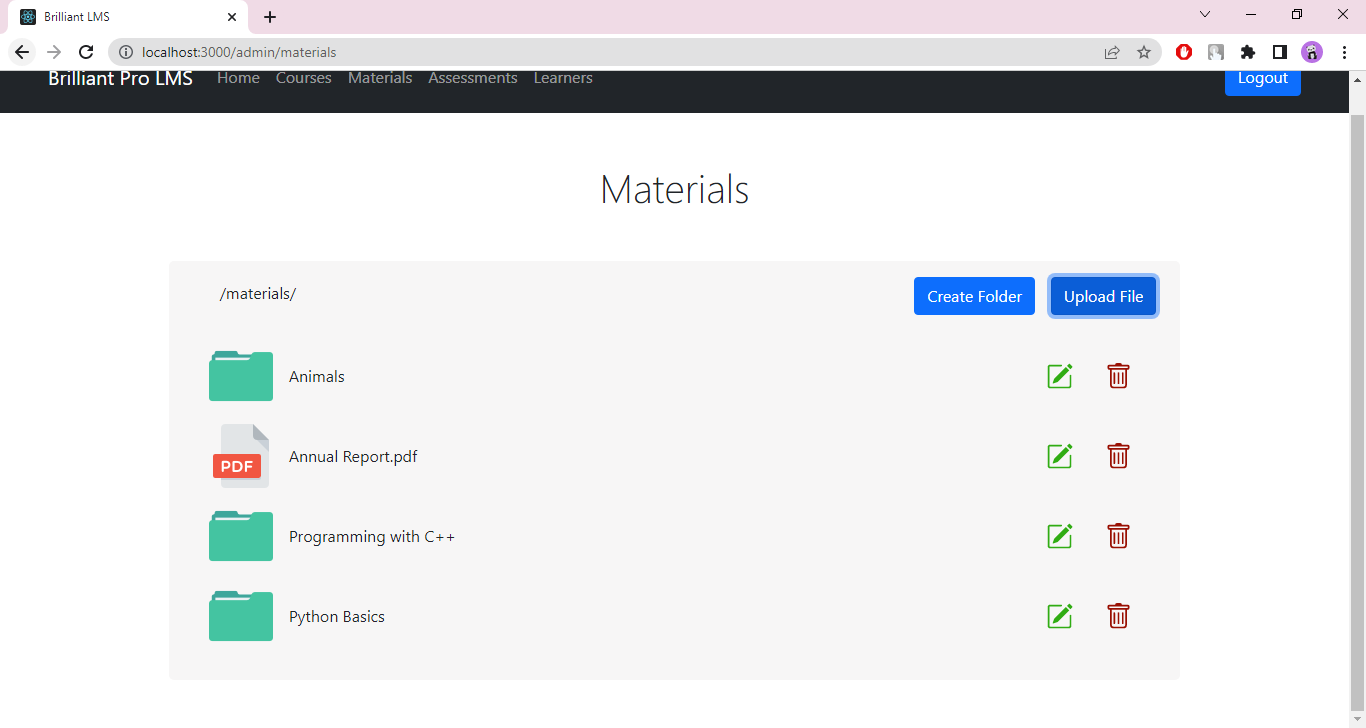 Brilliant LMS
localhost:3000/admin/materials
Brilliant Pro LMS Home Courses Materials Assessments Learners Logout
Materials
/materials/ Create Folder Upload File
Animals
PDF Annual Report.pdf
Programming with C++
Python Basics